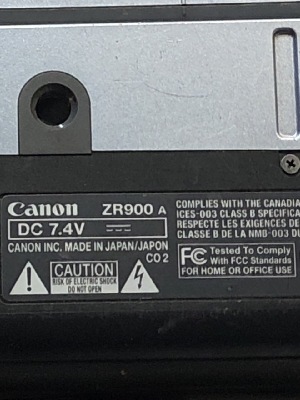 Canon ZR900 A
DC 7.4V
CANON INC. MADE IN JAPAN/JAPON
CO2
CAUTION
RISK OF ELECTRIC SHOCK
DO NOT OPEN
COMPLIES WITH THE CANADIA
ICES-003 CLASS B SPECIFICA
RESPECTE LES EXIGENCES DE
CLASSE B DE LA NMB-003 DU
FC Tested To Comply
With FCC Standards
FOR HOME OR OFFICE USE